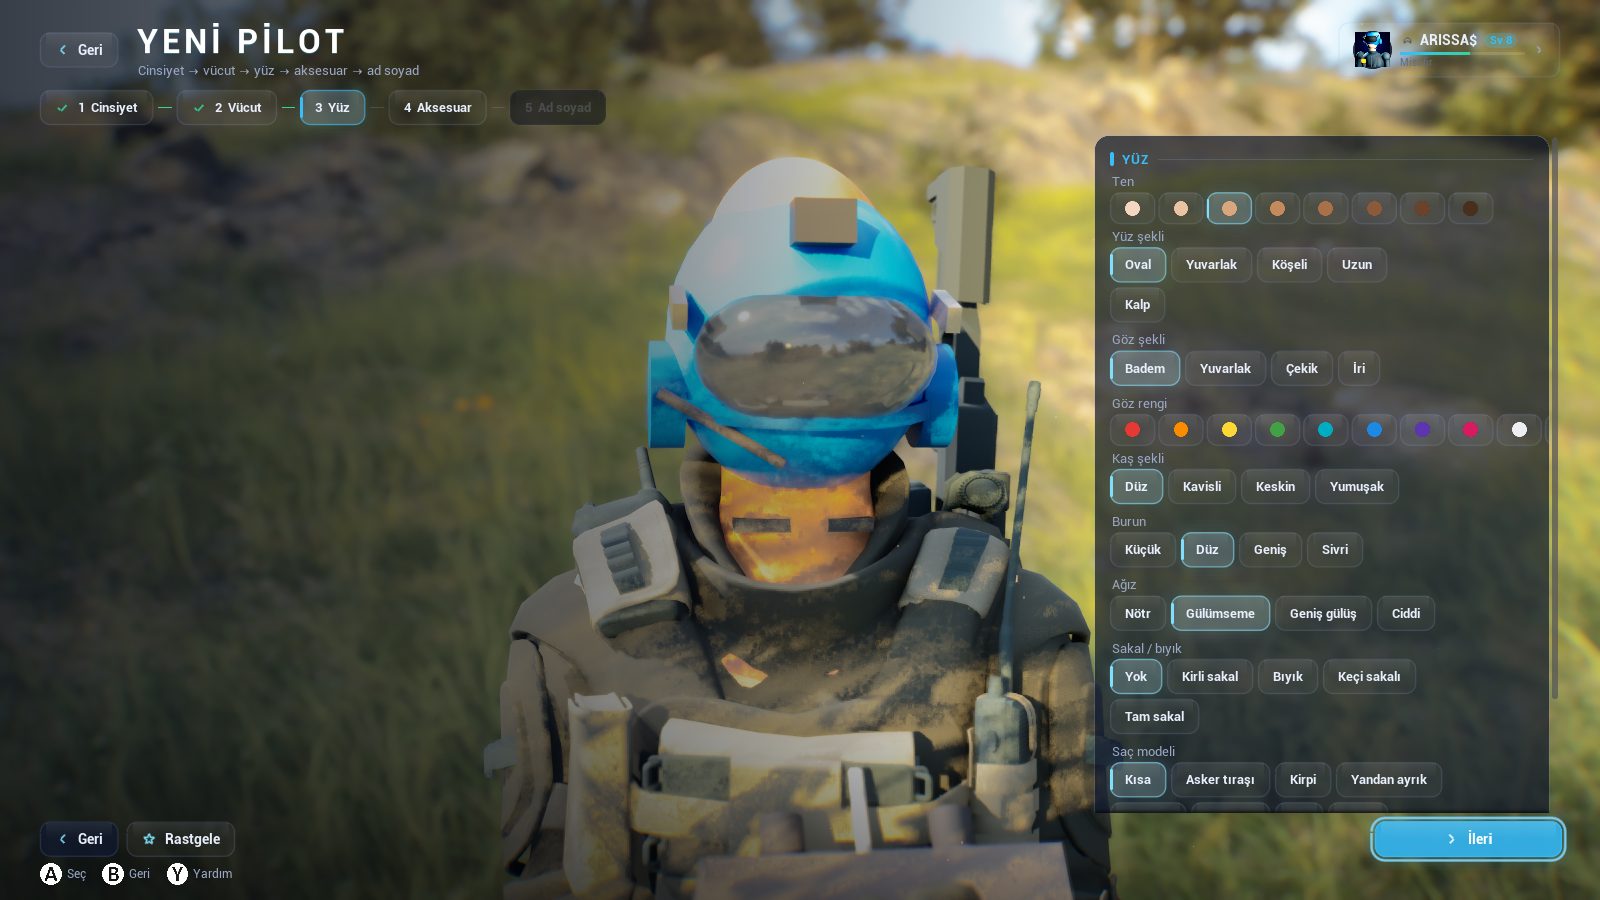 Geri
YENİ PİLOT
Cinsiyet → vücut → yüz → aksesuar → ad soyad
1 Cinsiyet
2 Vücut
3 Yüz
4 Aksesuar
5 Ad soyad
ARISSA$ Sv 8
YÜZ
Ten
Yüz şekli
Oval Yuvarlak Köşeli Uzun
Kalp
Göz şekli
Badem Yuvarlak Çekik İri
Göz rengi
Kaş şekli
Düz Kavisli Keskin Yumuşak
Burun
Küçük Düz Geniş Sivri
Ağız
Nötr Gülümseme Geniş gülüş Ciddi
Sakal / bıyık
Yok Kirli sakal Bıyık Keçi sakalı
Tam sakal
Saç modeli
Kısa Asker tıraşı Kirpi Yandan ayrık
Geri Rastgele
İleri
A Seç B Geri Y Yardım